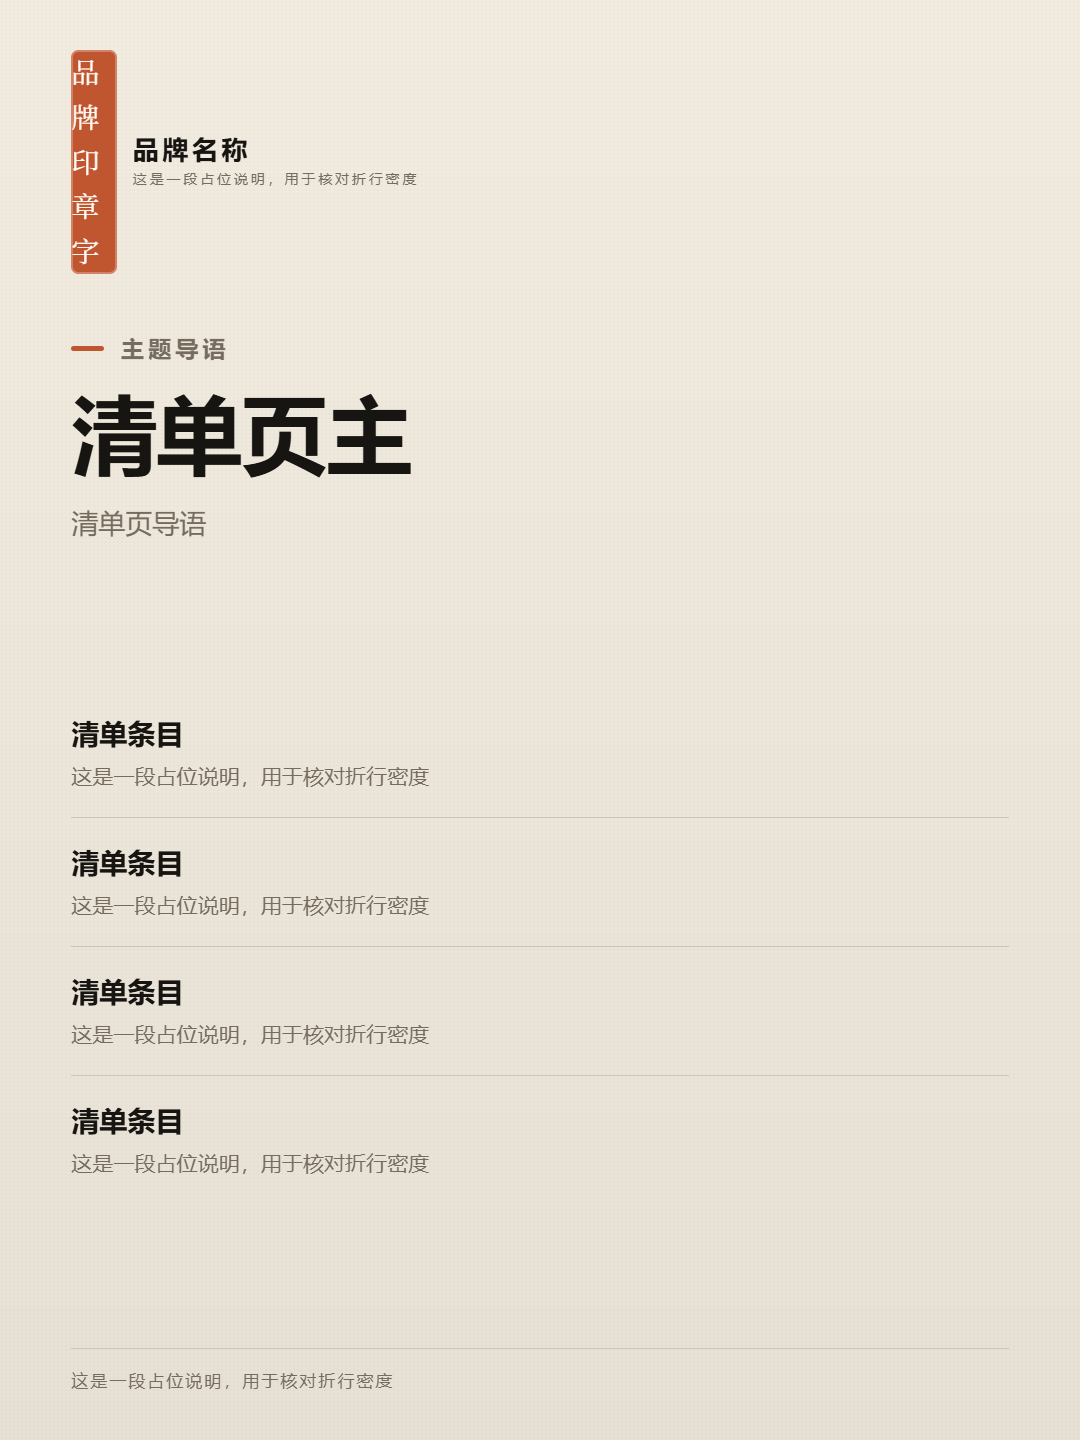 品牌印章字
品牌名称
这是一段占位说明，用于核对折行密度
主题导语
清单页主
清单页导语
清单条目
这是一段占位说明，用于核对折行密度
清单条目
这是一段占位说明，用于核对折行密度
清单条目
这是一段占位说明，用于核对折行密度
清单条目
这是一段占位说明，用于核对折行密度
这是一段占位说明，用于核对折行密度